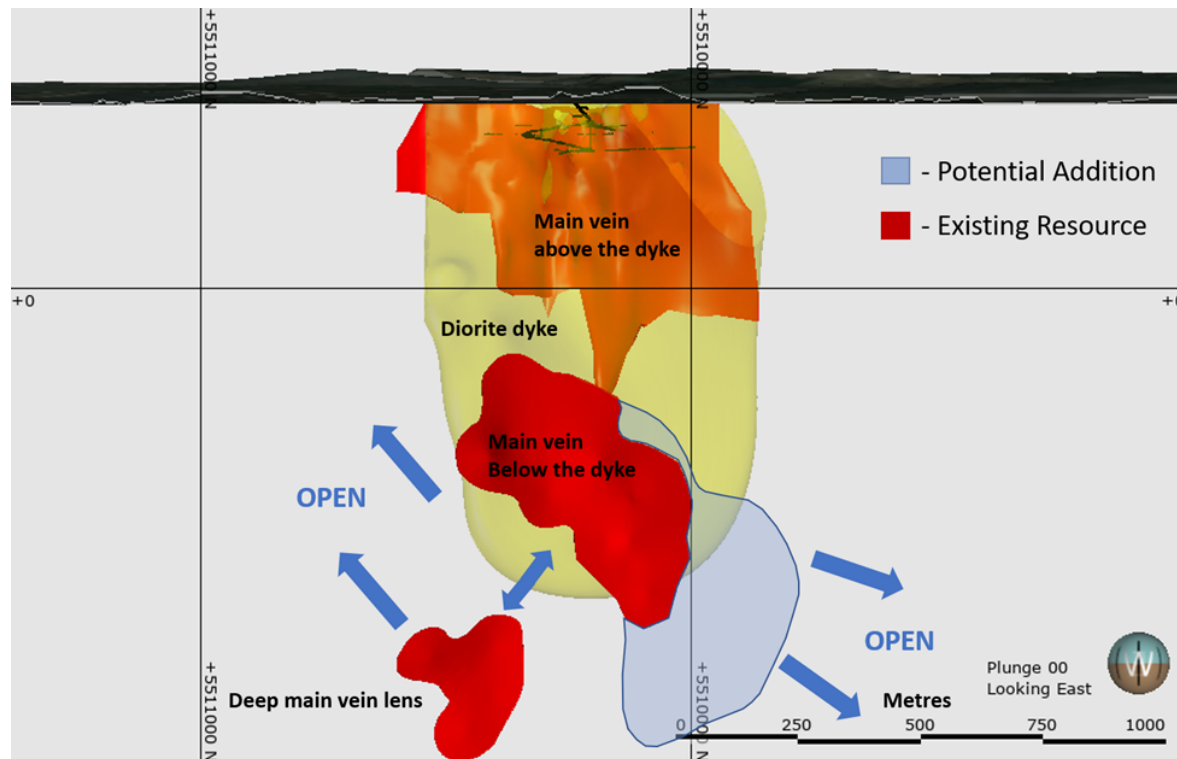 +5511000 N
+5510000 N
- Potential Addition
- Existing Resource
Main vein
above the dyke
+0
Diorite dyke
Main vein
Below the dyke
OPEN
OPEN
Plunge 00
Looking East
W
Deep main vein lens
Metres
+5511000 N
+5510000 N
0 250 500 750 1000